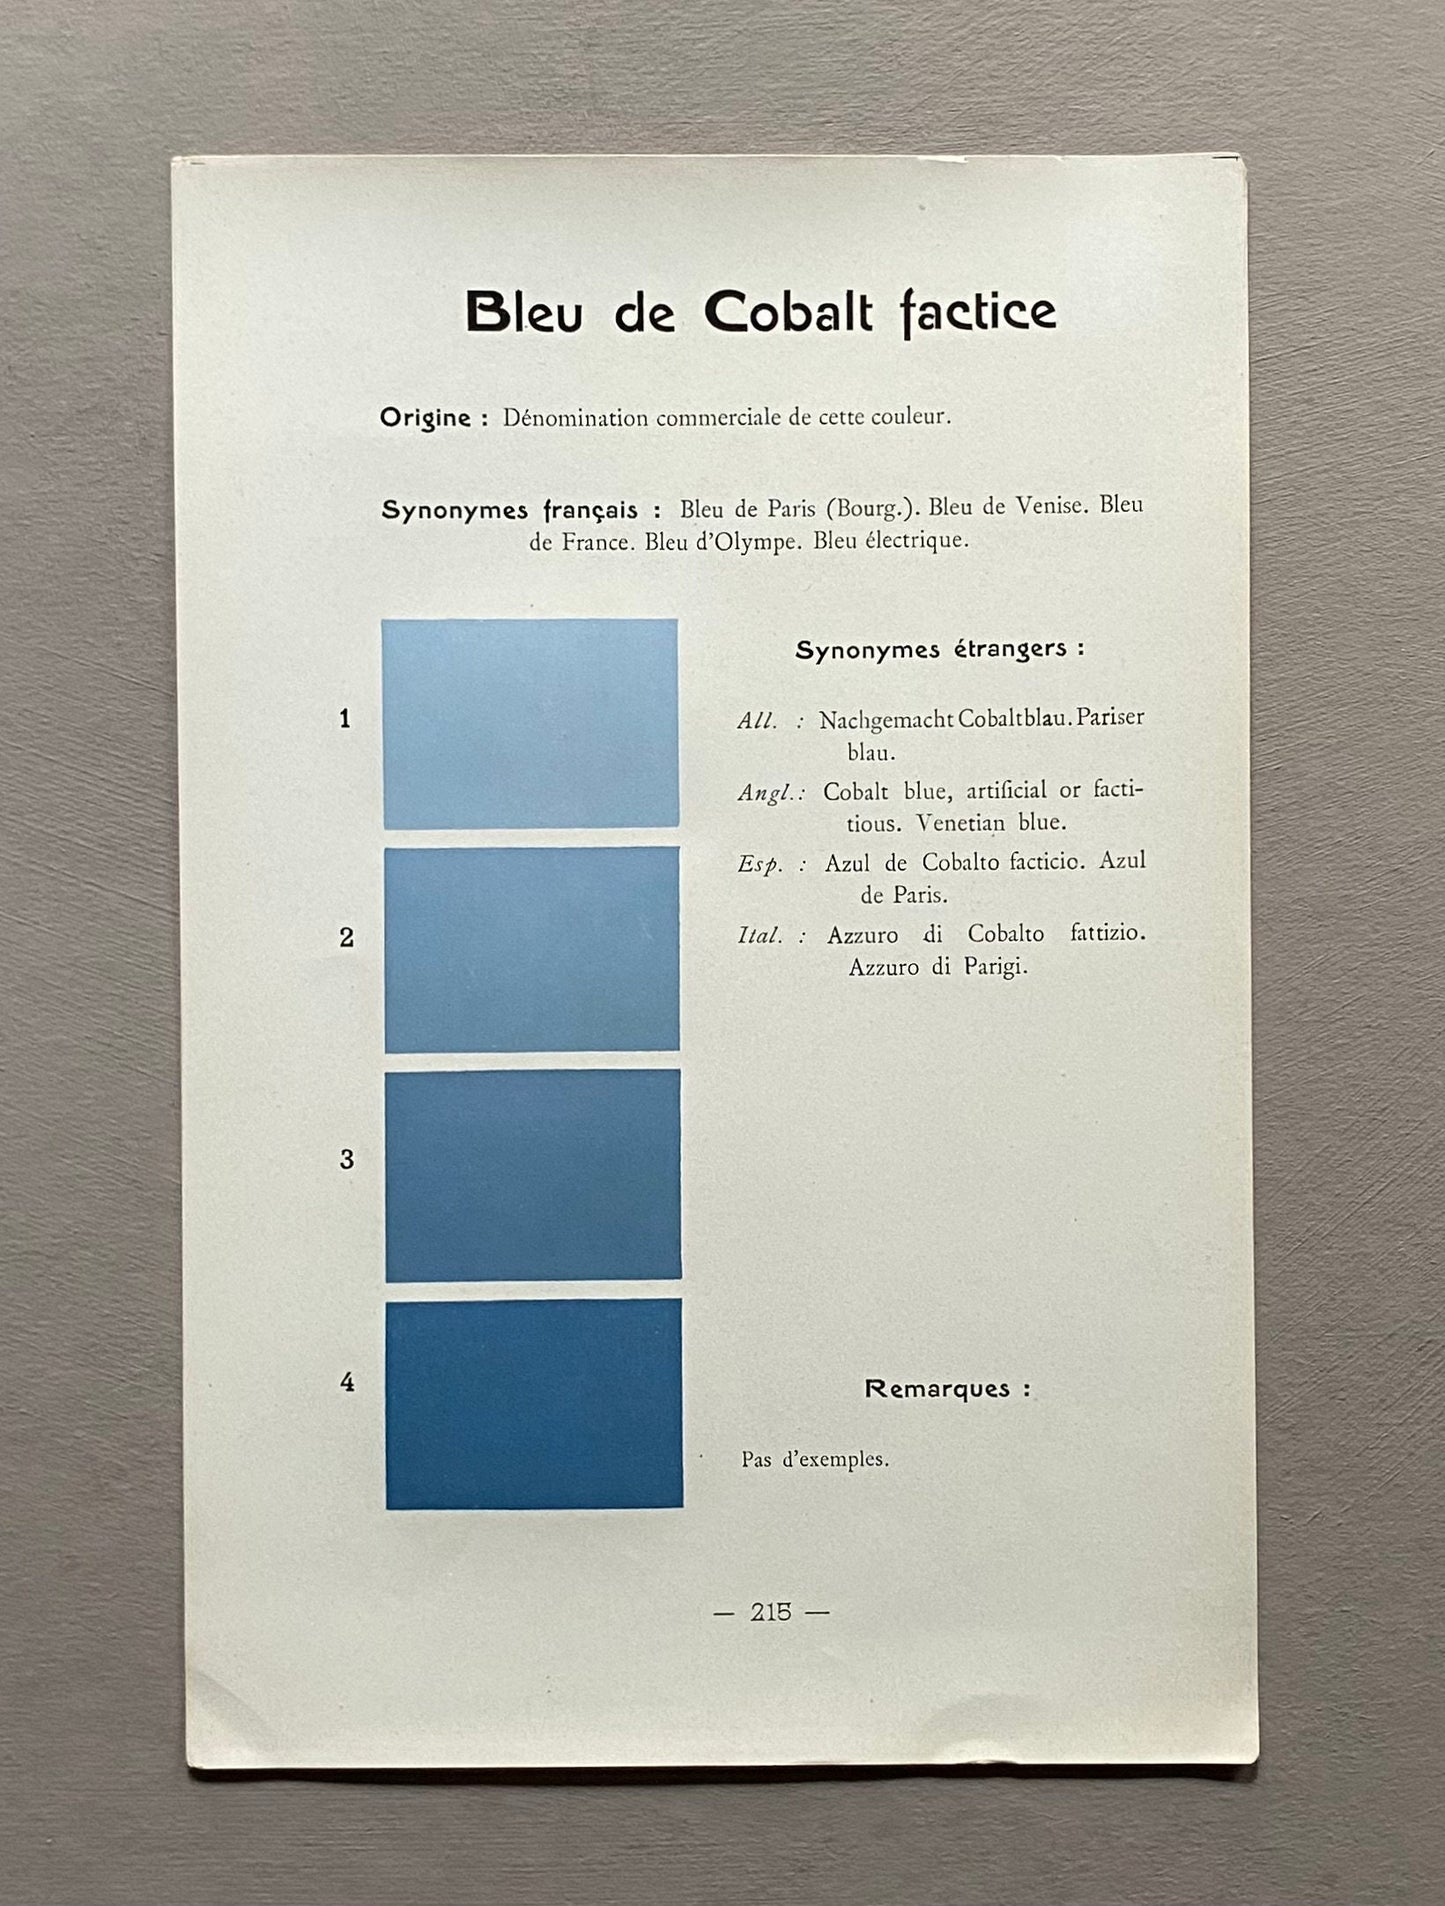 Bleu de Cobalt factice
Origine : Dénomination commerciale de cette couleur.
Synonymes français : Bleu de Paris (Bourg.). Bleu de Venise. Bleu
de France. Bleu d'Olympe. Bleu électrique.
1
2
3
4
Synonymes étrangers :
All. : Nachgemacht Cobaltblau. Pariser
blau.
Angl. : Cobalt blue, artificial or facti-
tious. Venetian blue.
Esp. : Azul de Cobalto facticio. Azul
de Paris.
Ital. : Azzuro di Cobalto fattizio.
Azzuro di Parigi.
Remarques :
Pas d'exemples.
— 215 —